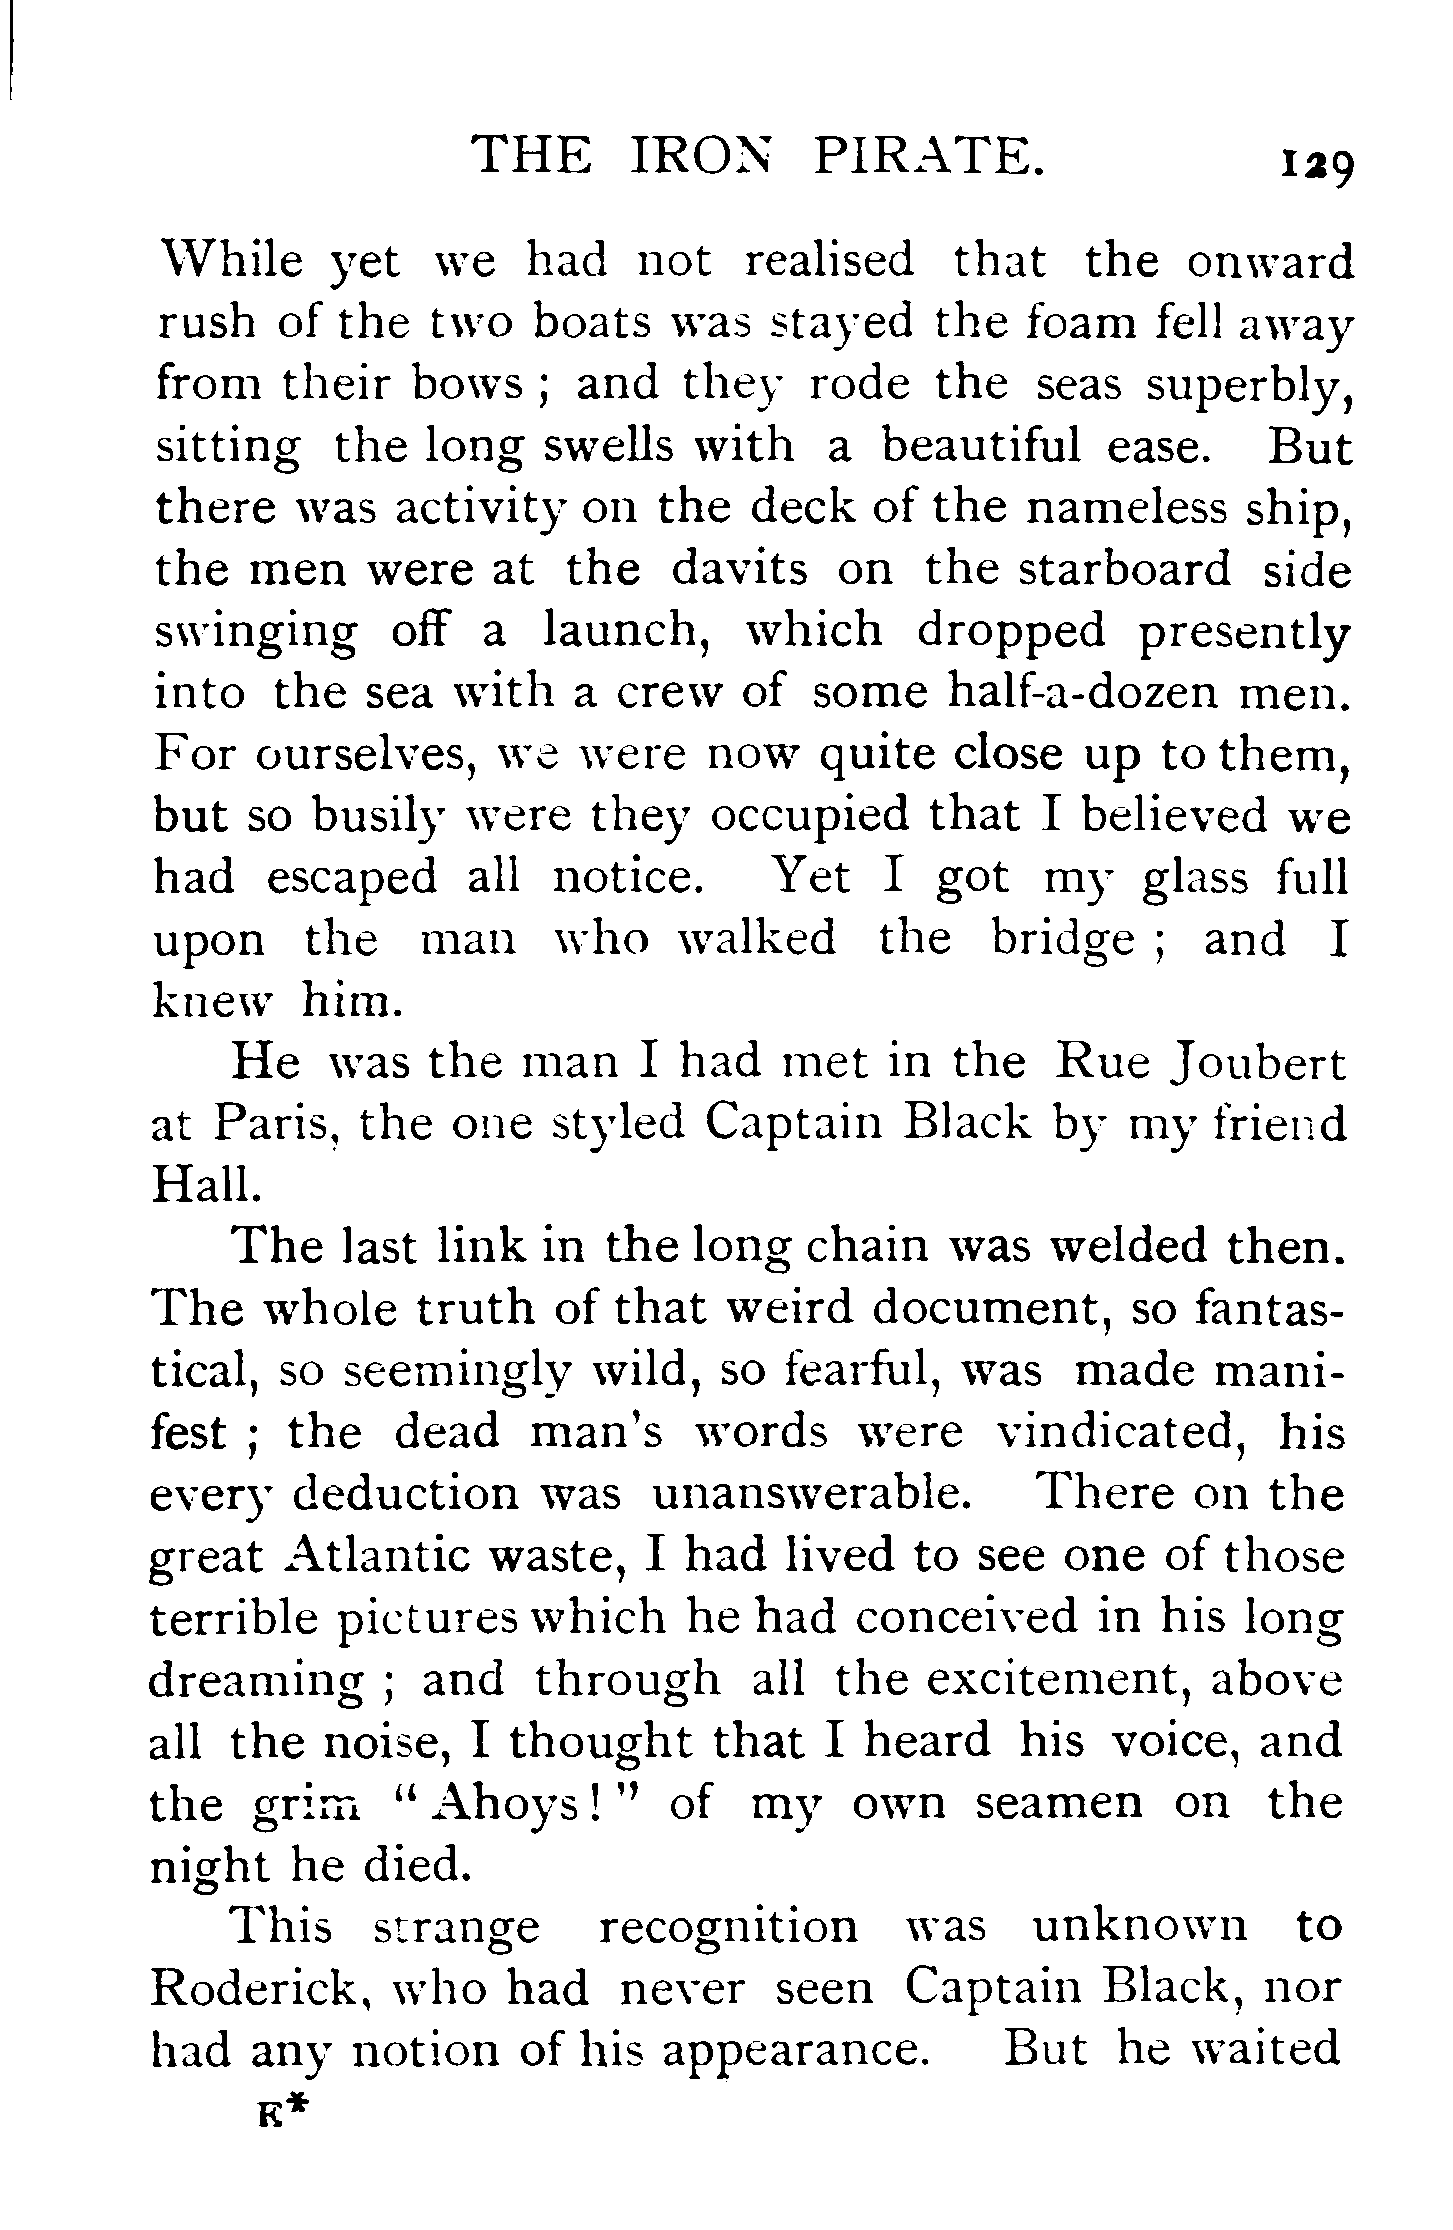 THE IRON PIRATE. 129
While yet we had not realised that the onward
rush of the two boats was stayed the foam fell away
from their bows ; and they rode the seas superbly,
sitting the long swells with a beautiful ease. But
there was activity on the deck of the nameless ship,
the men were at the davits on the starboard side
swinging off a launch, which dropped presently
into the sea with a crew of some half-a-dozen men.
For ourselves, we were now quite close up to them,
but so busily were they occupied that I believed we
had escaped all notice. Yet I got my glass full
upon the man who walked the bridge ; and I
knew him.
He was the man I had met in the Rue Joubert
at Paris, the one styled Captain Black by my friend
Hall.
The last link in the long chain was welded then.
The whole truth of that weird document, so fantas-
tical, so seemingly wild, so fearful, was made mani-
fest ; the dead man's words were vindicated, his
every deduction was unanswerable. There on the
great Atlantic waste, I had lived to see one of those
terrible pictures which he had conceived in his long
dreaming ; and through all the excitement, above
all the noise, I thought that I heard his voice, and
the grim “ Ahoys! ” of my own seamen on the
night he died.
This strange recognition was unknown to
Roderick, who had never seen Captain Black, nor
had any notion of his appearance. But he waited
E*